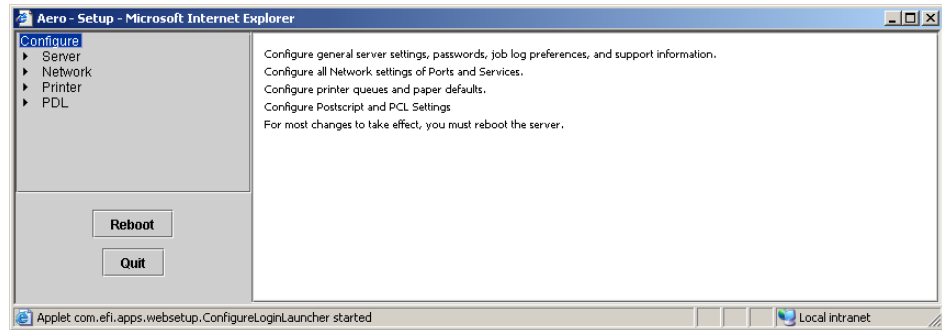 Aero - Setup - Microsoft Internet Explorer
Configure
Server
Network
Printer
PDL
Reboot
Quit
Configure general server settings, passwords, job log preferences, and support information.
Configure all Network settings of Ports and Services.
Configure printer queues and paper defaults.
Configure Postscript and PCL Settings
For most changes to take effect, you must reboot the server.
Applet com.efi.apps.websetup.ConfigureLoginLauncher started
Local intranet